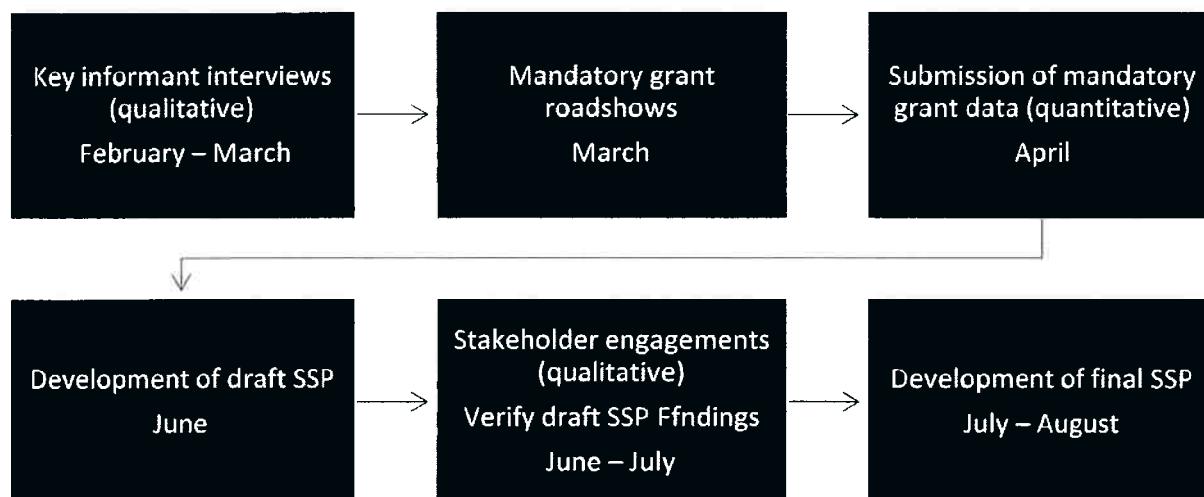 Key informant interviews
(qualitative)
February – March
Mandatory grant
roadshows
March
Submission of mandatory
grant data (quantitative)
April
Development of draft SSP
June
Stakeholder engagements
(qualitative)
Verify draft SSP Ffndings
June – July
Development of final SSP
July – August